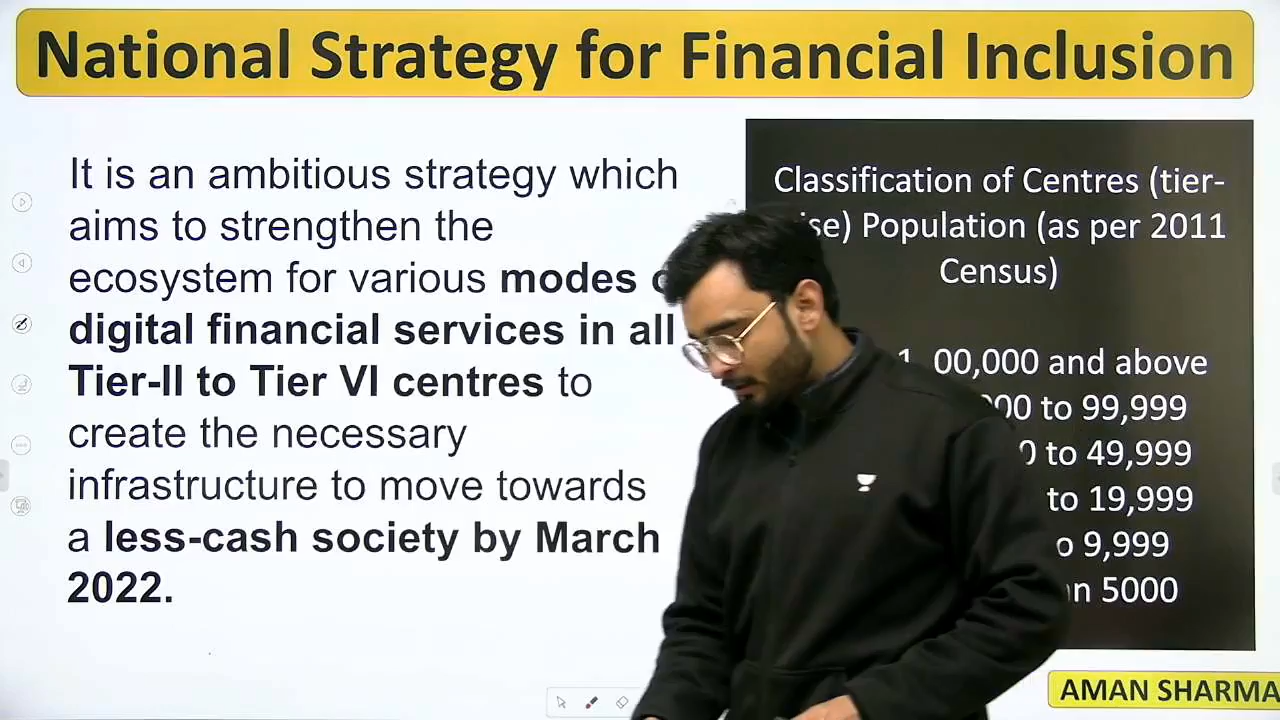 National Strategy for Financial Inclusion
It is an ambitious strategy which
aims to strengthen the
ecosystem for various modes
digital financial services in all
Tier-II to Tier VI centres to
create the necessary
infrastructure to move towards
a less-cash society by March
2022.
Classification of Centres (tier-
Population (as per 2011
Census)
1, 00,000 and above
to 99,999
to 49,999
to 19,999
9,999
5000
AMAN SHARMA